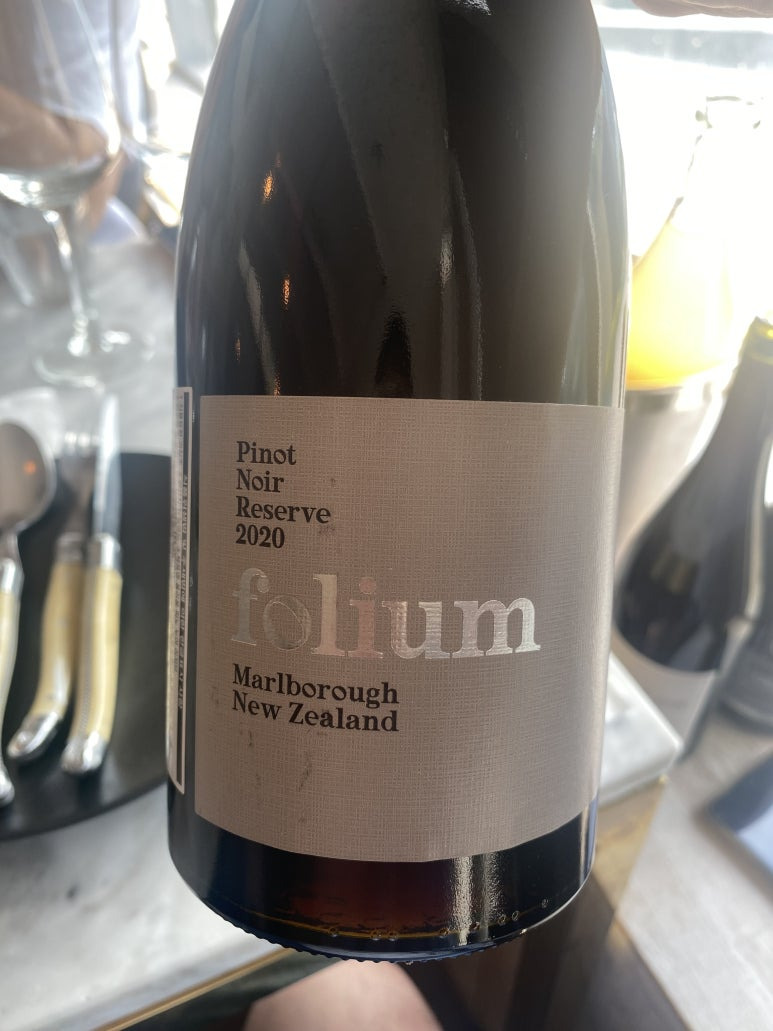 Pinot
Noir
Reserve
2020
folium
Marlborough
New Zealand